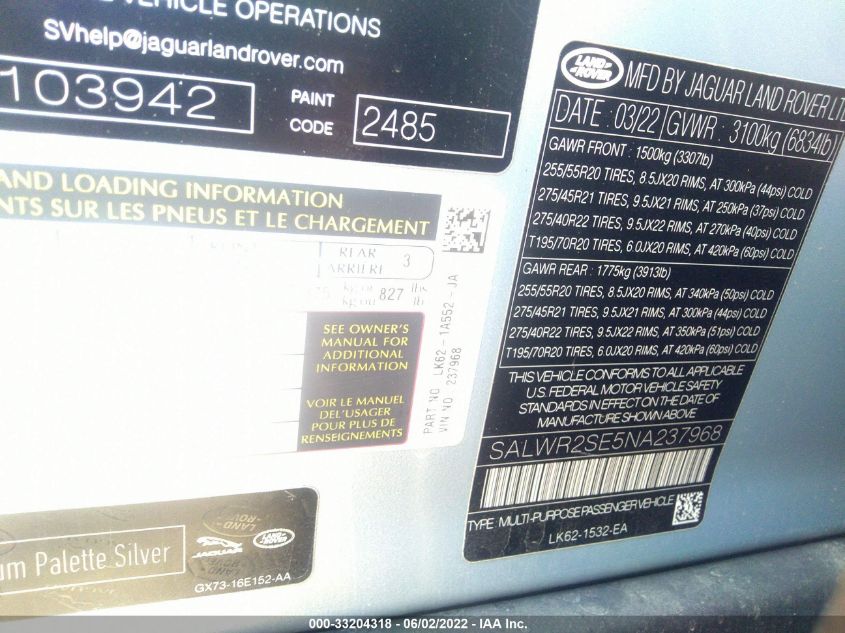 VEHICLE OPERATIONS
SVhelp@jaguarlandrover.com
103942
PAINT
CODE
2485
AND LOADING INFORMATION
NTS SUR LES PNEUS ET LE CHARGEMENT
REAR
ARRIÈRE
3
kg or
kg ou
827
lbs
lb
SEE OWNER'S
MANUAL FOR
ADDITIONAL
INFORMATION
VOIR LE MANUEL
DEL'USAGER
POUR PLUS DE
RENSEIGNEMENTS
PART NO LK62 - 1A552 - JA
VIN NO 237968
um Palette Silver
LAND
ROVER
JAGUAR
LAND
ROVER
GX73-16E152-AA
LAND
ROVER
MFD BY JAGUAR LAND ROVER LTD
DATE : 03/22
GVWR : 3100kg (6834lb)
GAWR FRONT : 1500kg (3307lb)
255/55R20 TIRES, 8.5JX20 RIMS, AT 300kPa (44psi) COLD
275/45R21 TIRES, 9.5JX21 RIMS, AT 250kPa (37psi) COLD
275/40R22 TIRES, 9.5JX22 RIMS, AT 270kPa (40psi) COLD
T195/70R20 TIRES, 6.0JX20 RIMS, AT 420kPa (60psi) COLD
GAWR REAR : 1775kg (3913lb)
255/55R20 TIRES, 8.5JX20 RIMS, AT 340kPa (50psi) COLD
275/45R21 TIRES, 9.5JX21 RIMS, AT 300kPa (44psi) COLD
275/40R22 TIRES, 9.5JX22 RIMS, AT 350kPa (51psi) COLD
T195/70R20 TIRES, 6.0JX20 RIMS, AT 420kPa (60psi) COLD
THIS VEHICLE CONFORMS TO ALL APPLICABLE
U.S. FEDERAL MOTOR VEHICLE SAFETY
STANDARDS IN EFFECT ON THE DATE OF
MANUFACTURE SHOWN ABOVE
SALWR2SE5NA237968
TYPE MULTI-PURPOSE PASSENGER VEHICLE
LK62-1532-EA
000-33204318 - 06/02/2022 - IAA Inc.